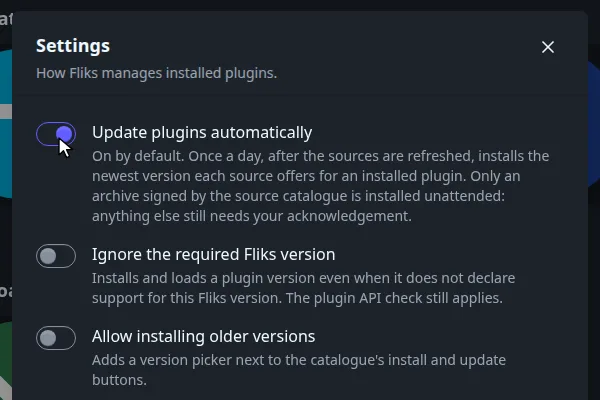 Settings
How Fliks manages installed plugins.
Update plugins automatically
On by default. Once a day, after the sources are refreshed, installs the
newest version each source offers for an installed plugin. Only an
archive signed by the source catalogue is installed unattended:
anything else still needs your acknowledgement.
Ignore the required Fliks version
Installs and loads a plugin version even when it does not declare
support for this Fliks version. The plugin API check still applies.
Allow installing older versions
Adds a version picker next to the catalogue's install and update
buttons.